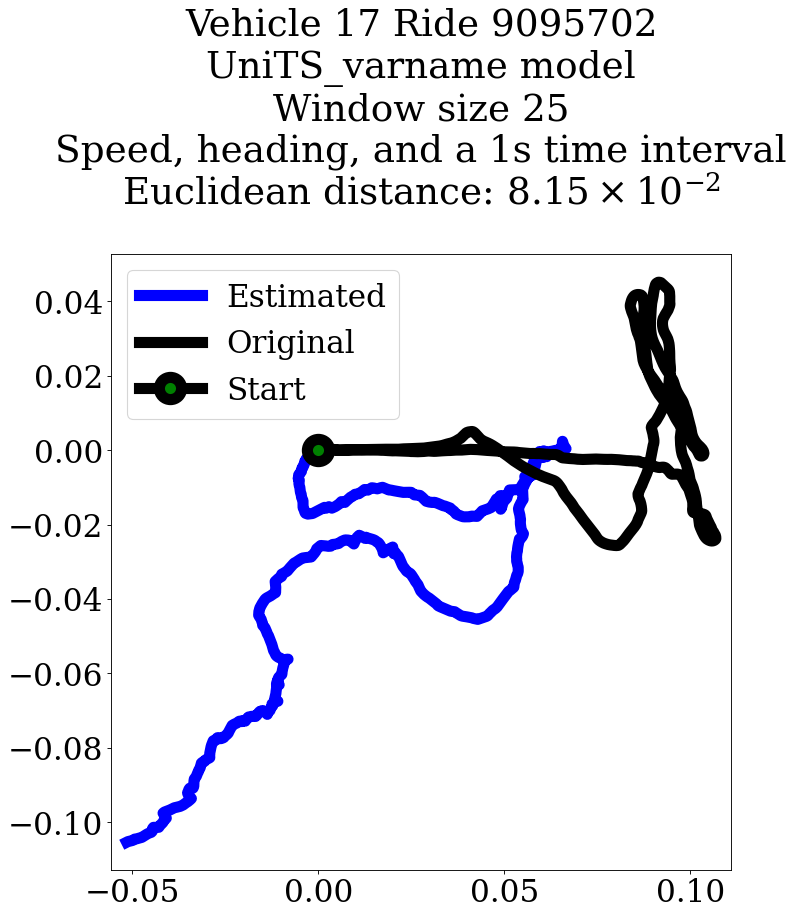 Vehicle 17 Ride 9095702
UniTS_varname model
Window size 25
Speed, heading, and a 1s time interval
Euclidean distance: 8.15 × 10⁻²
Estimated
Original
Start
0.04
0.02
0.00
−0.02
−0.04
−0.06
−0.08
−0.10
−0.05
0.00
0.05
0.10